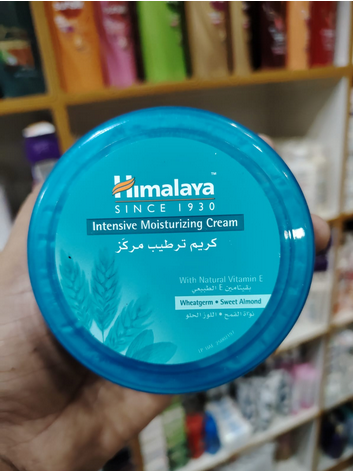 Himalaya
SINCE 1930
Intensive Moisturizing Cream
كريم ترطيب مركّز
With Natural Vitamin E
بفيتامين E الطبيعي
Wheatgerm • Sweet Almond
نواة القمح • اللوز الحلو